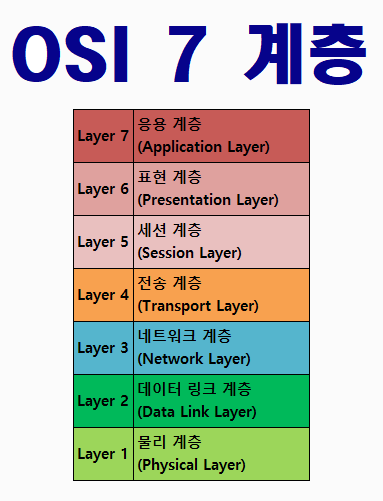 OSI 7 계층
Layer 7 응용 계층
(Application Layer)
Layer 6 표현 계층
(Presentation Layer)
Layer 5 세션 계층
(Session Layer)
Layer 4 전송 계층
(Transport Layer)
Layer 3 네트워크 계층
(Network Layer)
Layer 2 데이터 링크 계층
(Data Link Layer)
Layer 1 물리 계층
(Physical Layer)